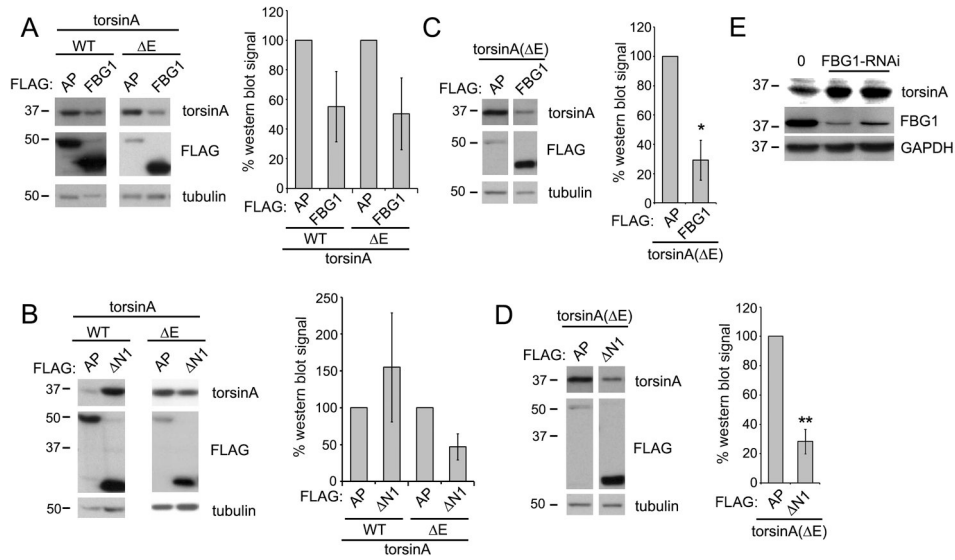 A
torsinA
WT ΔE
FLAG: AP FBG1 AP FBG1
37 torsinA
50 FLAG
37
50 tubulin
% western blot signal
120
100
80
60
40
20
0
FLAG: AP FBG1 AP FBG1
WT ΔE
torsinA
C
torsinA(ΔE)
FLAG: AP FBG1
37 torsinA
50 FLAG
37
50 tubulin
% western blot signal
120
100
80
60
40
20
0
*
FLAG: AP FBG1
torsinA(ΔE)
E
0 FBG1-RNAi
37 torsinA
37 FBG1
37 GAPDH
B
torsinA
WT ΔE
FLAG: AP ΔN1 AP ΔN1
37 torsinA
50
37 FLAG
50 tubulin
% western blot signal
250
200
150
100
50
0
FLAG: AP ΔN1 AP ΔN1
WT ΔE
torsinA
D
torsinA(ΔE)
FLAG: AP ΔN1
37 torsinA
50
37 FLAG
50 tubulin
% western blot signal
120
100
80
60
40
20
0
**
FLAG: AP ΔN1
torsinA(ΔE)